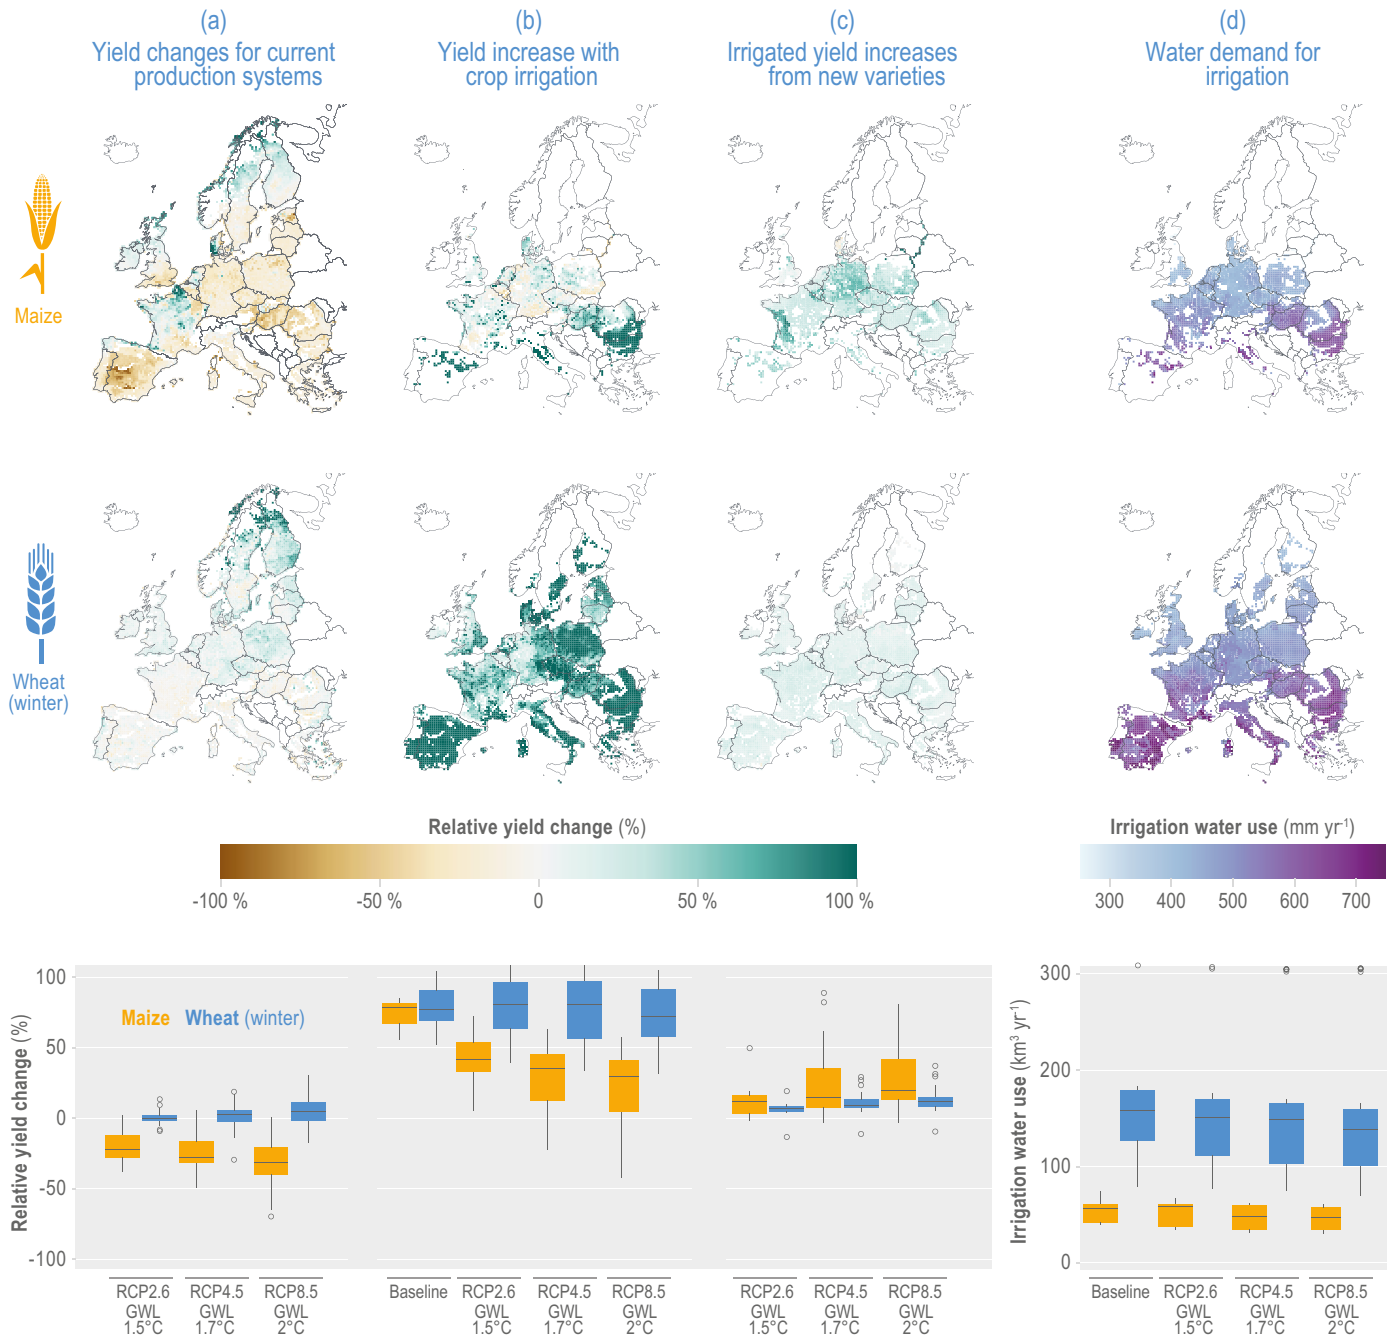 (a)
Yield changes for current
production systems
(b)
Yield increase with
crop irrigation
(c)
Irrigated yield increases
from new varieties
(d)
Water demand for
irrigation
Maize
Wheat
(winter)
Relative yield change (%)
-100 % -50 % 0 50 % 100 %
Irrigation water use (mm yr-1)
300 400 500 600 700
Relative yield change (%)
100
50
0
-50
-100
Maize Wheat (winter)
RCP2.6
GWL
1.5°C
RCP4.5
GWL
1.7°C
RCP8.5
GWL
2°C
Baseline
RCP2.6
GWL
1.5°C
RCP4.5
GWL
1.7°C
RCP8.5
GWL
2°C
RCP2.6
GWL
1.5°C
RCP4.5
GWL
1.7°C
RCP8.5
GWL
2°C
Irrigation water use (km3 yr-1)
300
200
100
0
Baseline
RCP2.6
GWL
1.5°C
RCP4.5
GWL
1.7°C
RCP8.5
GWL
2°C